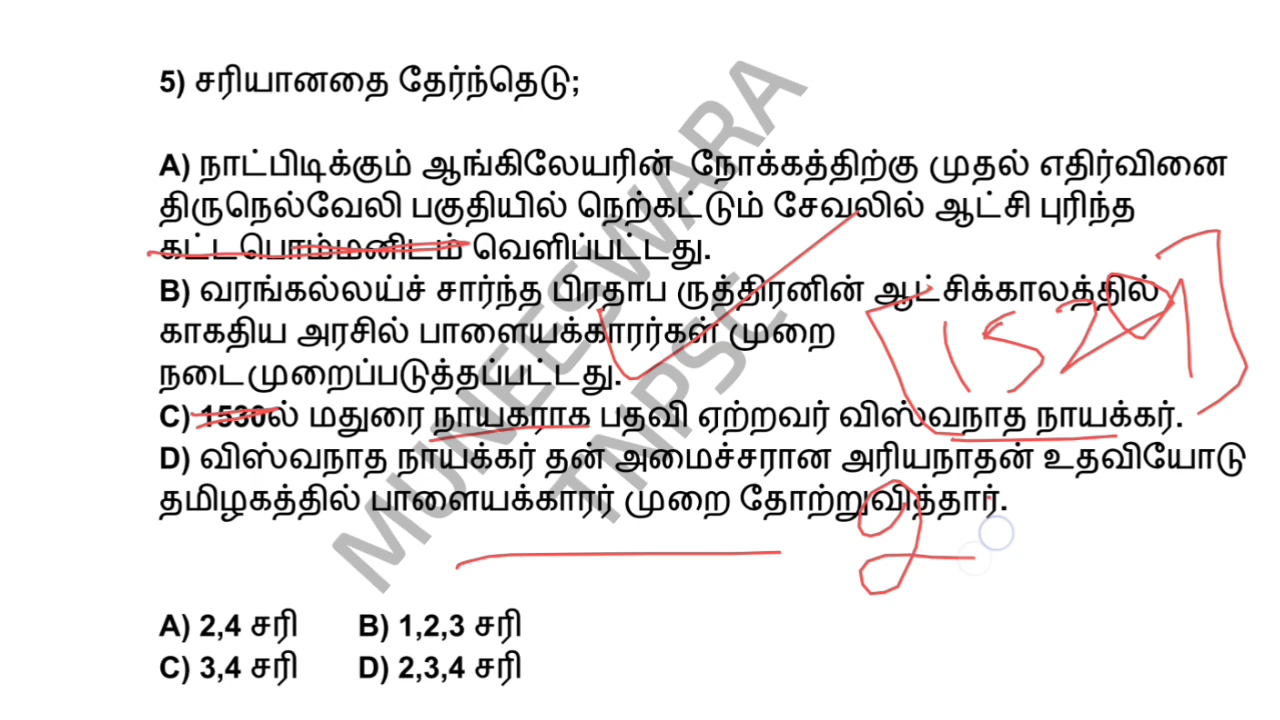 5) சரியானதை தேர்ந்தெடு;
A) நாட்பிடிக்கும் ஆங்கிலேயரின் நோக்கத்திற்கு முதல் எதிர்வினை
திருநெல்வேலி பகுதியில் நெற்கட்டும் சேவலில் ஆட்சி புரிந்த
கட்டபொம்மனிடம் வெளிப்பட்டது.
B) வரங்கல்லய்ச் சார்ந்த பிரதாப ருத்திரனின் ஆட்சிக்காலத்தில்
காகதிய அரசில் பாளையக்காரர்கள் முறை
நடைமுறைப்படுத்தப்பட்டது.
[1529]
C) 1530ல் மதுரை நாயகராக பதவி ஏற்றவர் விஸ்வநாத நாயக்கர்.
D) விஸ்வநாத நாயக்கர் தன் அமைச்சரான அரியநாதன் உதவியோடு
தமிழகத்தில் பாளையக்காரர் முறை தோற்றுவித்தார்.
2
A) 2,4 சரி B) 1,2,3 சரி
C) 3,4 சரி D) 2,3,4 சரி
MUNEESWARA
TNPSC